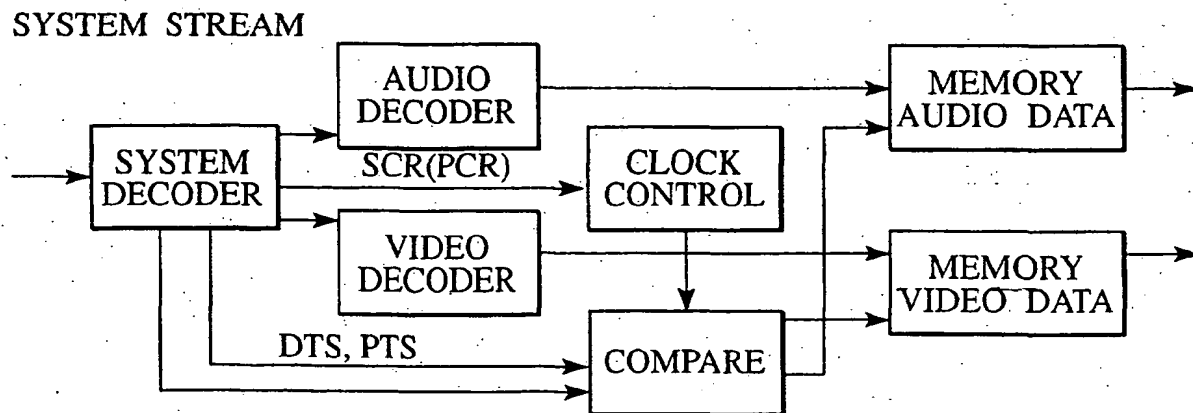 SYSTEM STREAM
AUDIO
DECODER
MEMORY
AUDIO DATA
SYSTEM
DECODER
SCR(PCR)
CLOCK
CONTROL
VIDEO
DECODER
MEMORY
VIDEO DATA
DTS, PTS
COMPARE